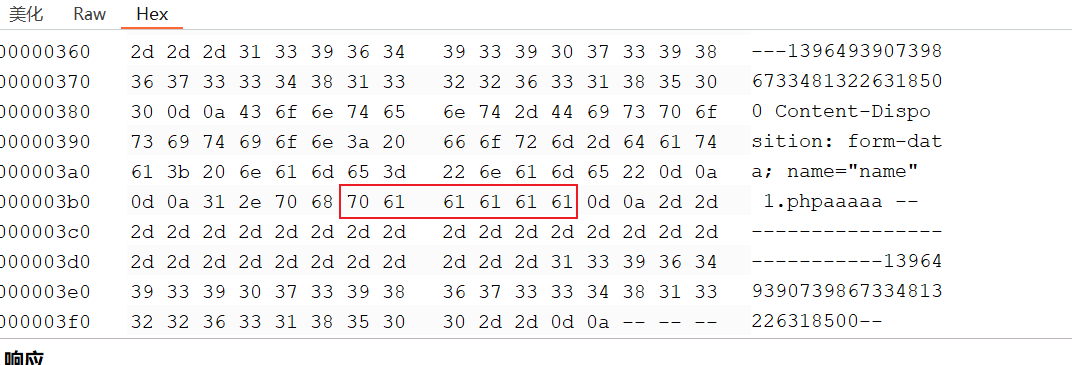 美化 Raw Hex
00000360 2d 2d 2d 31 33 39 36 34 39 33 39 30 37 33 39 38 ---1396493907398
00000370 36 37 33 33 34 38 31 33 32 32 36 33 31 38 35 30 6733481322631850
00000380 30 0d 0a 43 6f 6e 74 65 6e 74 2d 44 69 73 70 6f 0 Content-Dispo
00000390 73 69 74 69 6f 6e 3a 20 66 6f 72 6d 2d 64 61 74 sition: form-dat
000003a0 61 3b 20 6e 61 6d 65 3d 22 6e 61 6d 65 22 0d 0a a; name="name"
000003b0 0d 0a 31 2e 70 68 70 61 61 61 61 61 0d 0a 2d 2d 1.phpaaaaa --
000003c0 2d 2d 2d 2d 2d 2d 2d 2d 2d 2d 2d 2d 2d 2d 2d 2d ----------------
000003d0 2d 2d 2d 2d 2d 2d 2d 2d 2d 2d 2d 31 33 39 36 34 -----------13964
000003e0 39 33 39 30 37 33 39 38 36 37 33 33 34 38 31 33 9390739867334813
000003f0 32 32 36 33 31 38 35 30 30 2d 2d 0d 0a -- -- -- 226318500--
响应